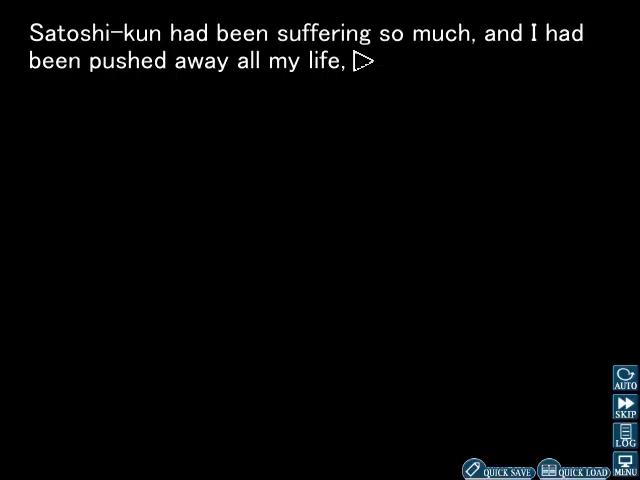 Satoshi-kun had been suffering so much, and I had
been pushed away all my life,
AUTO
SKIP
LOG
QUICK SAVE
QUICK LOAD
MENU